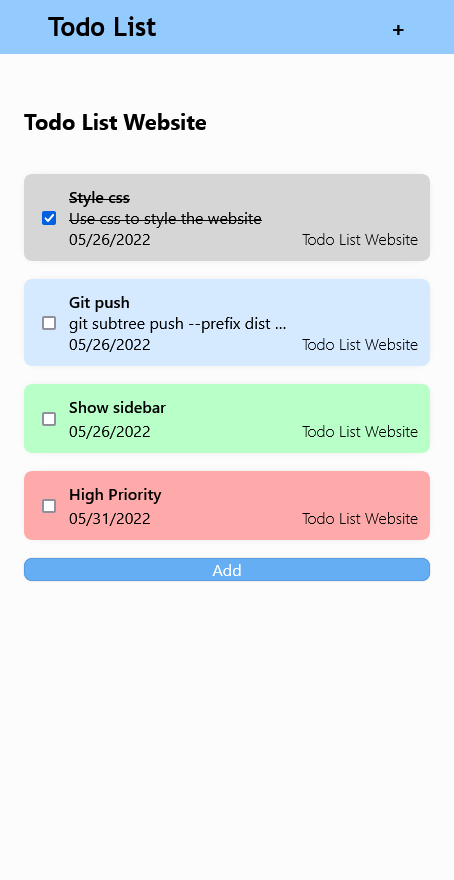 Todo List +
Todo List Website
Style css
Use css to style the website
05/26/2022 Todo List Website
Git push
git subtree push --prefix dist ...
05/26/2022 Todo List Website
Show sidebar
05/26/2022 Todo List Website
High Priority
05/31/2022 Todo List Website
Add